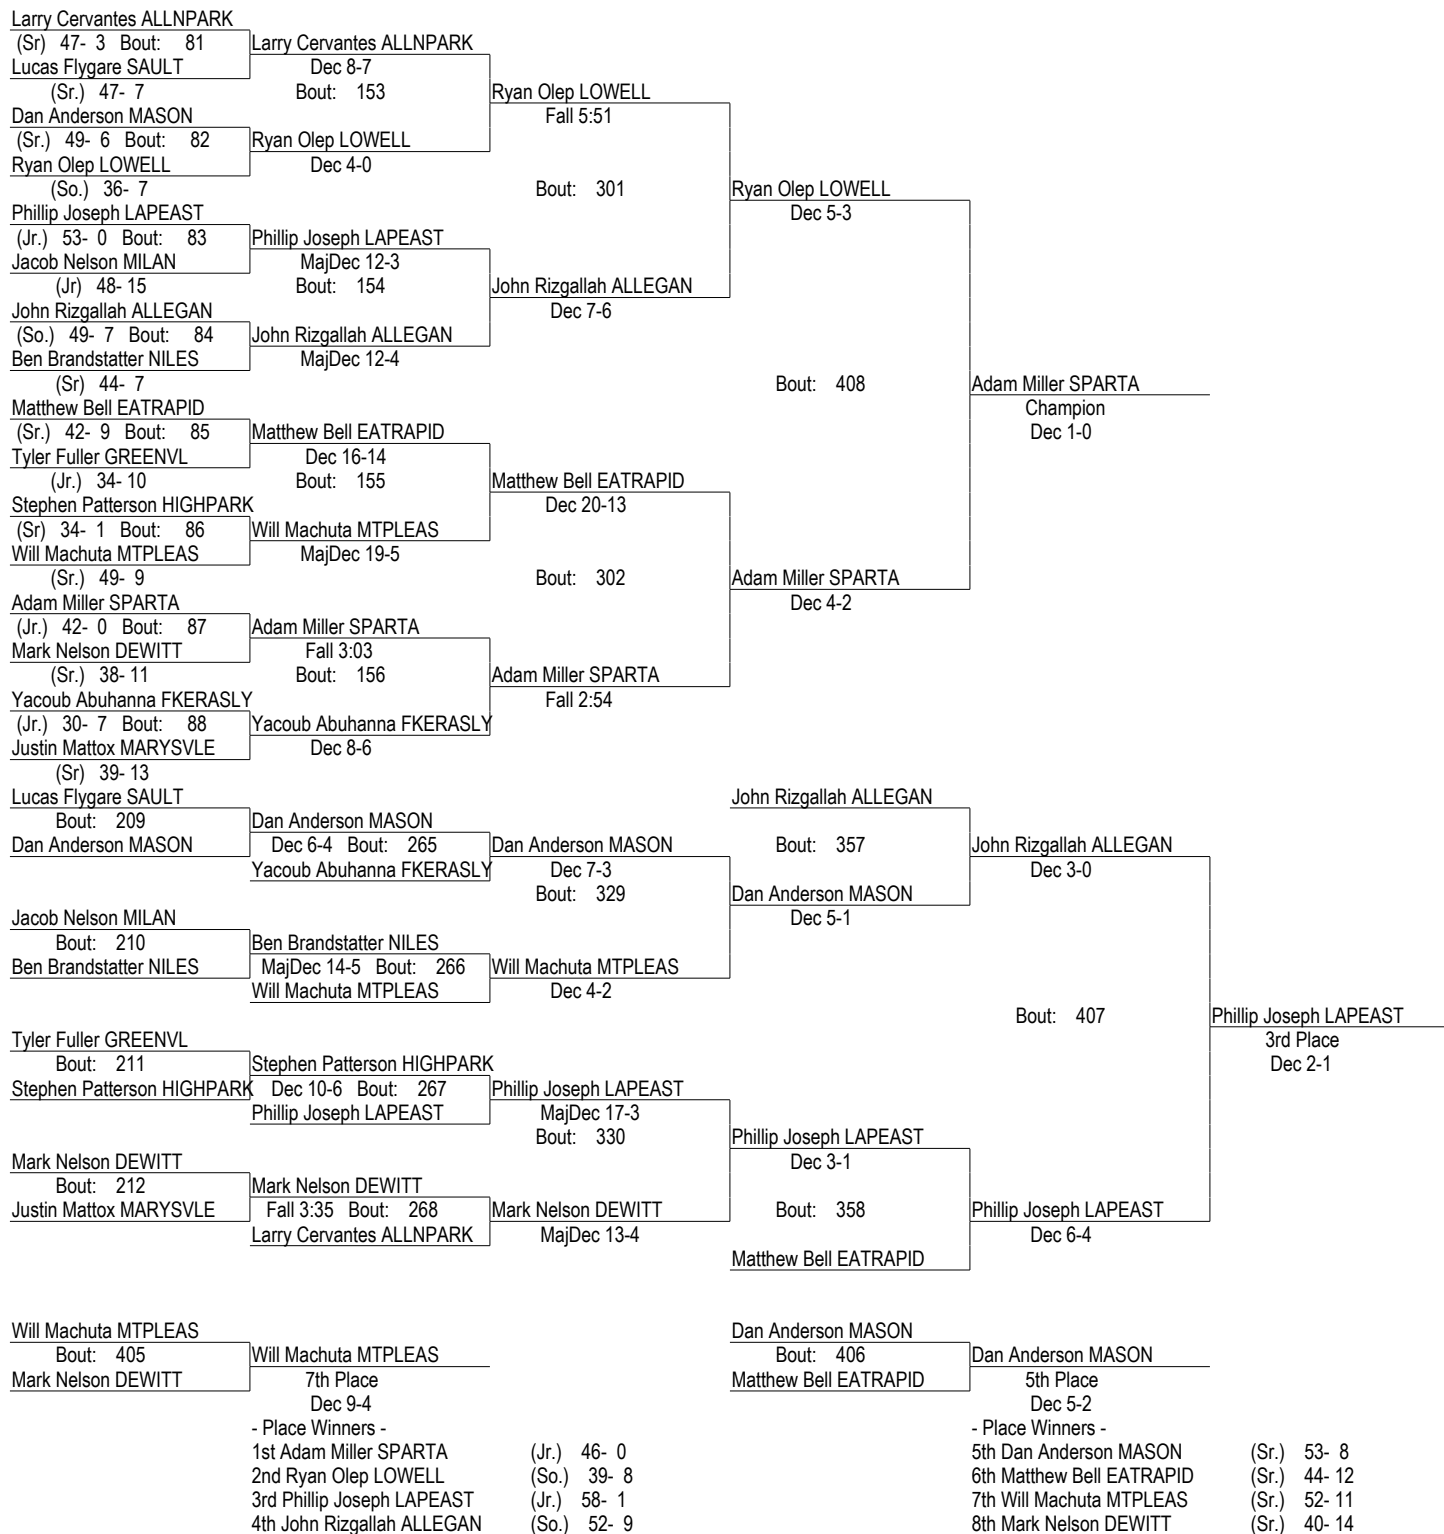 Larry Cervantes ALLNPARK
(Sr) 47- 3 Bout: 81 Larry Cervantes ALLNPARK
Lucas Flygare SAULT Dec 8-7
(Sr.) 47- 7 Bout: 153 Ryan Olep LOWELL
Dan Anderson MASON Fall 5:51
(Sr.) 49- 6 Bout: 82 Ryan Olep LOWELL
Ryan Olep LOWELL Dec 4-0
(So.) 36- 7 Bout: 301 Ryan Olep LOWELL
Phillip Joseph LAPEAST Dec 5-3
(Jr.) 53- 0 Bout: 83 Phillip Joseph LAPEAST
Jacob Nelson MILAN MajDec 12-3
(Jr) 48- 15 Bout: 154 John Rizgallah ALLEGAN
John Rizgallah ALLEGAN Dec 7-6
(So.) 49- 7 Bout: 84 John Rizgallah ALLEGAN
Ben Brandstatter NILES MajDec 12-4
(Sr) 44- 7 Bout: 408 Adam Miller SPARTA
Matthew Bell EATRAPID Champion
(Sr.) 42- 9 Bout: 85 Matthew Bell EATRAPID Dec 1-0
Tyler Fuller GREENVL Dec 16-14
(Jr.) 34- 10 Bout: 155 Matthew Bell EATRAPID
Stephen Patterson HIGHPARK Dec 20-13
(Sr) 34- 1 Bout: 86 Will Machuta MTPLEAS
Will Machuta MTPLEAS MajDec 19-5
(Sr.) 49- 9 Bout: 302 Adam Miller SPARTA
Adam Miller SPARTA Dec 4-2
(Jr.) 42- 0 Bout: 87 Adam Miller SPARTA
Mark Nelson DEWITT Fall 3:03
(Sr.) 38- 11 Bout: 156 Adam Miller SPARTA
Yacoub Abuhanna FKERASLY Fall 2:54
(Jr.) 30- 7 Bout: 88 Yacoub Abuhanna FKERASLY
Justin Mattox MARYSVLE Dec 8-6
(Sr) 39- 13
Lucas Flygare SAULT John Rizgallah ALLEGAN
Bout: 209 Dan Anderson MASON
Dan Anderson MASON Dec 6-4 Bout: 265 Dan Anderson MASON Bout: 357 John Rizgallah ALLEGAN
Yacoub Abuhanna FKERASLY Dec 7-3 Dec 3-0
Bout: 329 Dan Anderson MASON
Jacob Nelson MILAN Dec 5-1
Bout: 210 Ben Brandstatter NILES
Ben Brandstatter NILES MajDec 14-5 Bout: 266 Will Machuta MTPLEAS
Will Machuta MTPLEAS Dec 4-2
Bout: 407 Phillip Joseph LAPEAST
Tyler Fuller GREENVL 3rd Place
Bout: 211 Stephen Patterson HIGHPARK Dec 2-1
Stephen Patterson HIGHPARK Dec 10-6 Bout: 267 Phillip Joseph LAPEAST
Phillip Joseph LAPEAST MajDec 17-3
Bout: 330 Phillip Joseph LAPEAST
Mark Nelson DEWITT Dec 3-1
Bout: 212 Mark Nelson DEWITT
Justin Mattox MARYSVLE Fall 3:35 Bout: 268 Mark Nelson DEWITT Bout: 358 Phillip Joseph LAPEAST
Larry Cervantes ALLNPARK MajDec 13-4 Dec 6-4
Matthew Bell EATRAPID
Will Machuta MTPLEAS Dan Anderson MASON
Bout: 405 Will Machuta MTPLEAS Bout: 406 Dan Anderson MASON
Mark Nelson DEWITT 7th Place Matthew Bell EATRAPID 5th Place
Dec 9-4 Dec 5-2
- Place Winners - - Place Winners -
1st Adam Miller SPARTA (Jr.) 46- 0 5th Dan Anderson MASON (Sr.) 53- 8
2nd Ryan Olep LOWELL (So.) 39- 8 6th Matthew Bell EATRAPID (Sr.) 44- 12
3rd Phillip Joseph LAPEAST (Jr.) 58- 1 7th Will Machuta MTPLEAS (Sr.) 52- 11
4th John Rizgallah ALLEGAN (So.) 52- 9 8th Mark Nelson DEWITT (Sr.) 40- 14